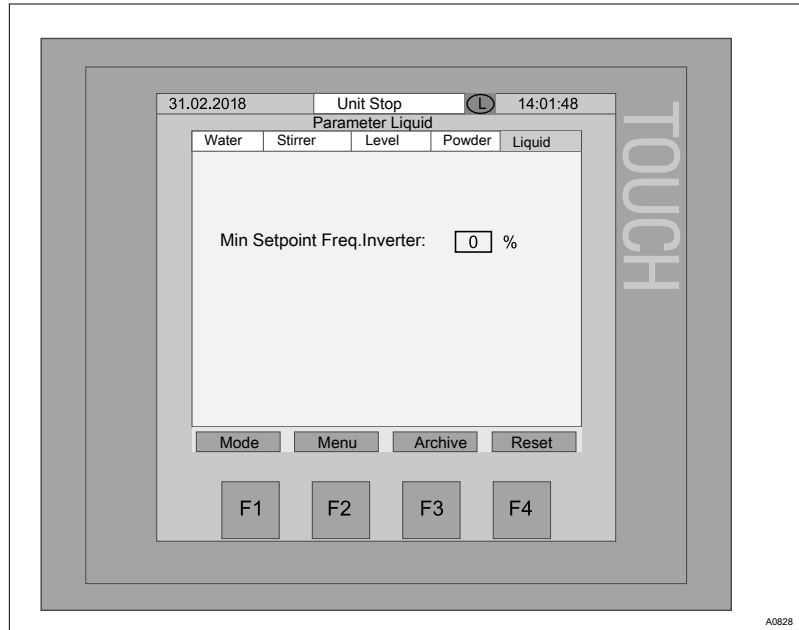 31.02.2018 Unit Stop L 14:01:48
Parameter Liquid
Water Stirrer Level Powder Liquid
Min Setpoint Freq.Inverter: 0 %
Mode Menu Archive Reset
F1 F2 F3 F4
TOUCH
A0828